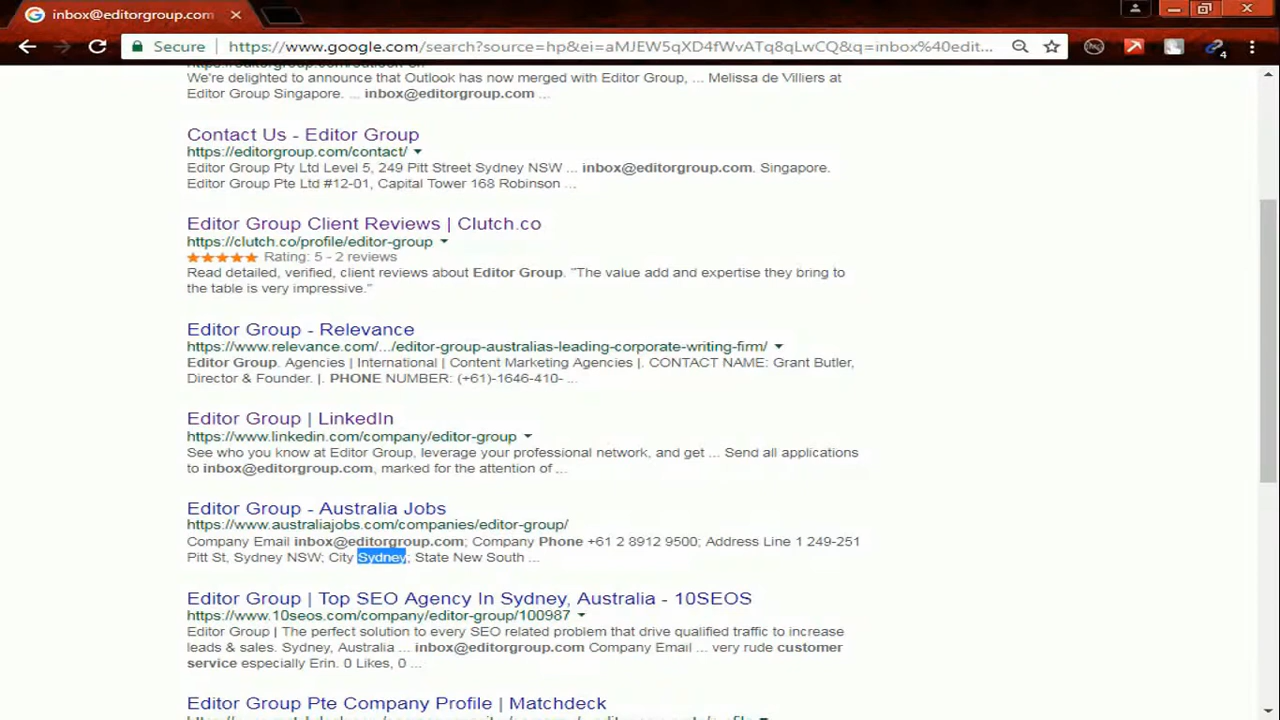 inbox@editorgroup.com
Secure https://www.google.com/search?source=hp&ei=aMJEW5qXD4fWvATq8qLwCQ&q=inbox%40edit...
4
We're delighted to announce that Outlook has now merged with Editor Group, ... Melissa de Villiers at
Editor Group Singapore. ... inbox@editorgroup.com ...
Contact Us - Editor Group
https://editorgroup.com/contact/
Editor Group Pty Ltd Level 5, 249 Pitt Street Sydney NSW ... inbox@editorgroup.com. Singapore.
Editor Group Pte Ltd #12-01, Capital Tower 168 Robinson ...
Editor Group Client Reviews | Clutch.co
https://clutch.co/profile/editor-group
Rating: 5 - 2 reviews
Read detailed, verified, client reviews about Editor Group. "The value add and expertise they bring to
the table is very impressive."
Editor Group - Relevance
https://www.relevance.com/.../editor-group-australias-leading-corporate-writing-firm/
Editor Group. Agencies | International | Content Marketing Agencies |. CONTACT NAME: Grant Butler,
Director & Founder. |. PHONE NUMBER: (+61)-1646-410- ...
Editor Group | LinkedIn
https://www.linkedin.com/company/editor-group
See who you know at Editor Group, leverage your professional network, and get ... Send all applications
to inbox@editorgroup.com, marked for the attention of ...
Editor Group - Australia Jobs
https://www.australiajobs.com/companies/editor-group/
Company Email inbox@editorgroup.com; Company Phone +61 2 8912 9500; Address Line 1 249-251
Pitt St, Sydney NSW; City Sydney; State New South ...
Editor Group | Top SEO Agency In Sydney, Australia - 10SEOS
https://www.10seos.com/company/editor-group/100987
Editor Group | The perfect solution to every SEO related problem that drive qualified traffic to increase
leads & sales. Sydney, Australia ... inbox@editorgroup.com Company Email ... very rude customer
service especially Erin. 0 Likes, 0 ...
Editor Group Pte Company Profile | Matchdeck